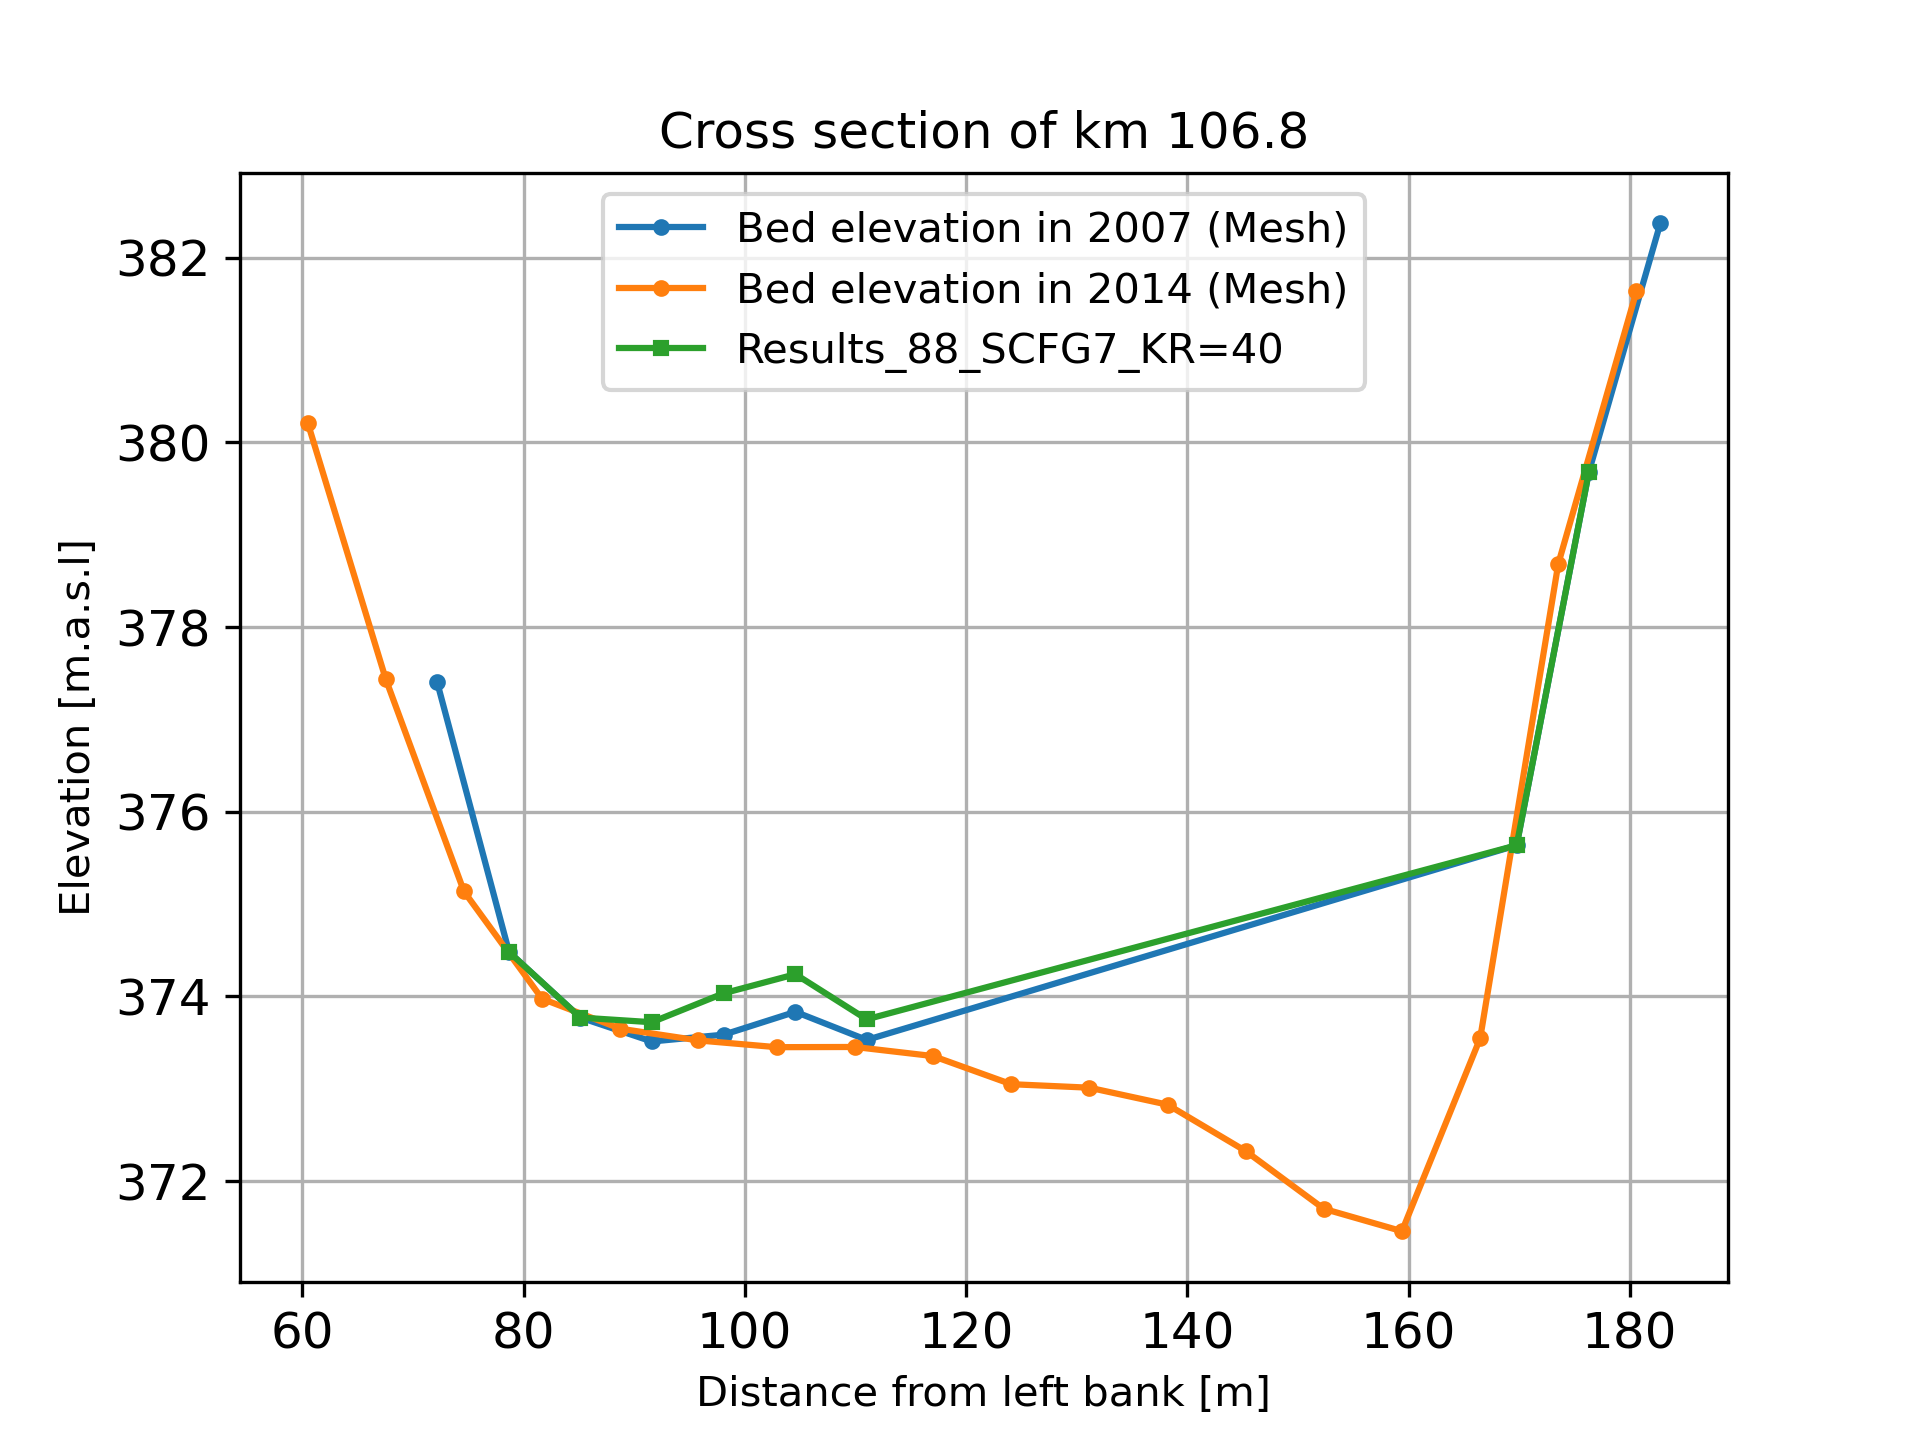 Cross section of km 106.8
Bed elevation in 2007 (Mesh)
Bed elevation in 2014 (Mesh)
Results_88_SCFG7_KR=40
Elevation [m.a.s.l]
382
380
378
376
374
372
60 80 100 120 140 160 180
Distance from left bank [m]